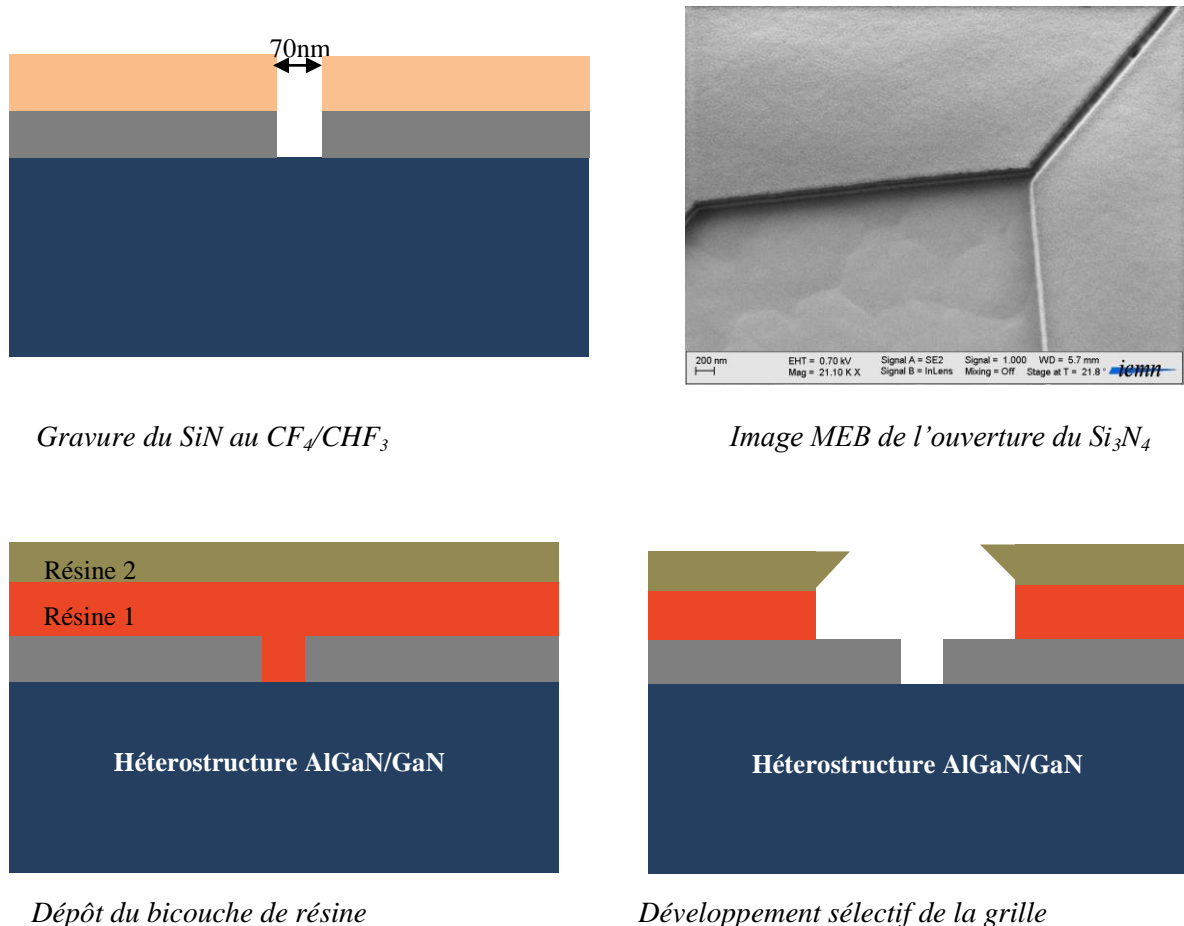 70nm
200 nm
EHT = 0.70 kV
Signal A = SE2
Signal = 1.000
WD = 5.7 mm
Mag = 21.10 K X
Signal B = InLens
Mixing = Off
Stage at T = 21.8 °
iemn
Gravure du SiN au CF4/CHF3
Image MEB de l’ouverture du Si3N4
Résine 2
Résine 1
Héterostructure AlGaN/GaN
Héterostructure AlGaN/GaN
Dépôt du bicouche de résine
Développement sélectif de la grille